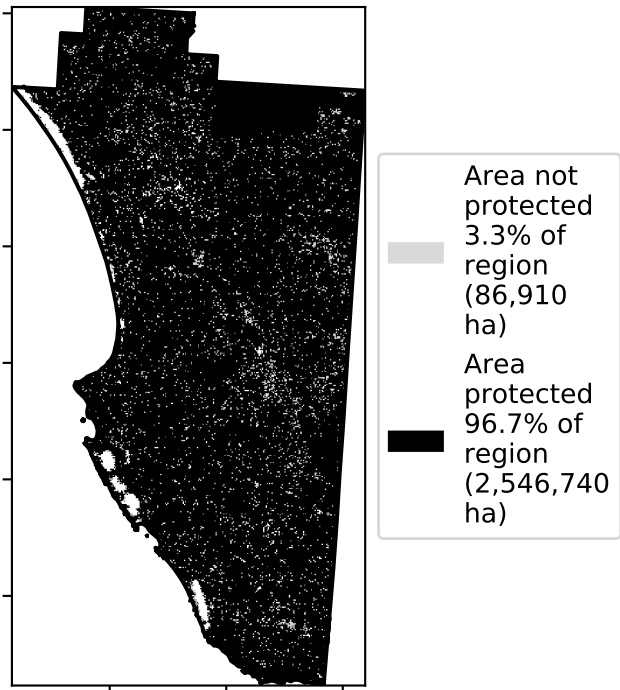 Area not
protected
3.3% of
region
(86,910
ha)
Area
protected
96.7% of
region
(2,546,740
ha)